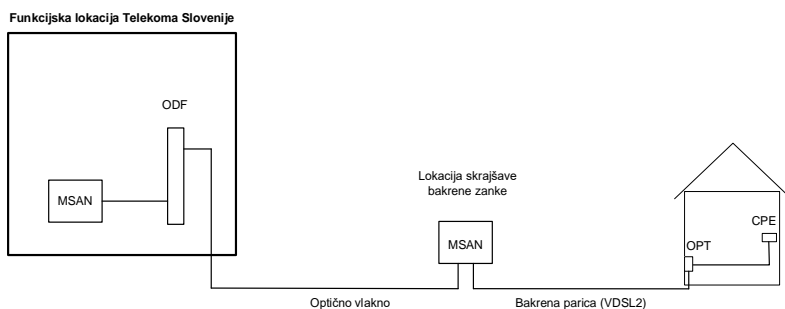 Funkcijska lokacija Telekoma Slovenije
ODF
MSAN
Lokacija skrajšave
bakrene zanke
MSAN
CPE
OPT
Optično vlakno
Bakrena parica (VDSL2)